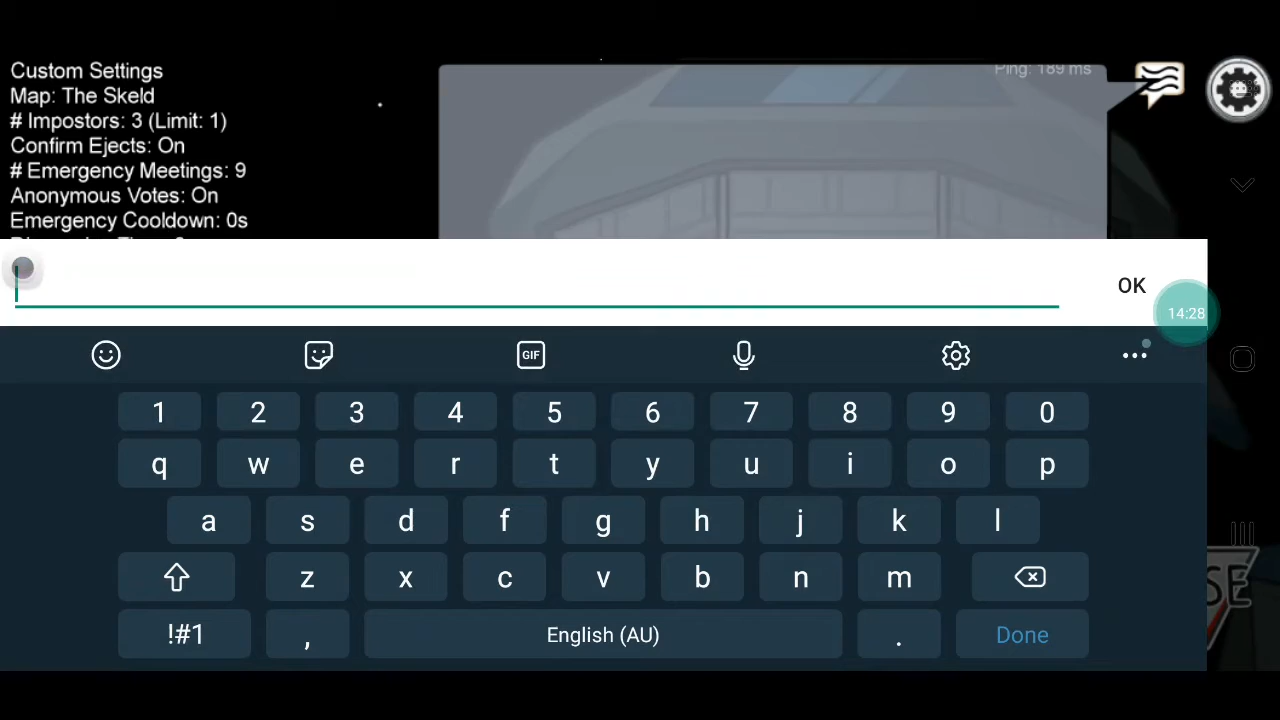 Custom Settings
Map: The Skeld
# Impostors: 3 (Limit: 1)
Confirm Ejects: On
# Emergency Meetings: 9
Anonymous Votes: On
Emergency Cooldown: 0s
Ping: 189 ms
OK
14:28
GIF
1 2 3 4 5 6 7 8 9 0
q w e r t y u i o p
a s d f g h j k l
z x c v b n m
!#1 , English (AU) . Done